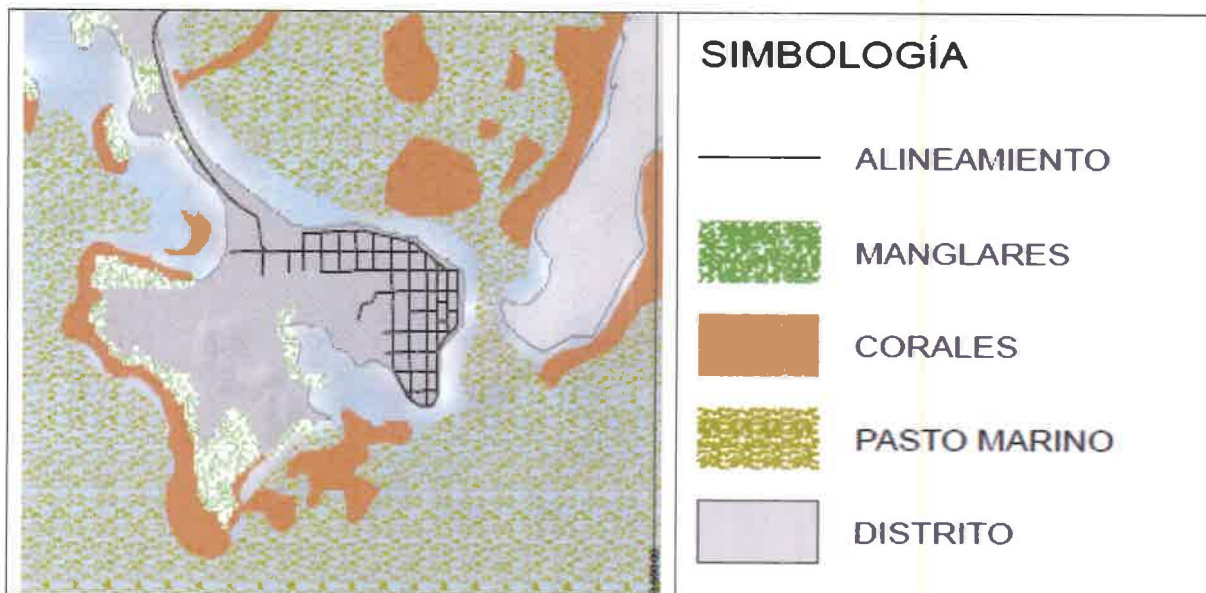 SIMBOLOGÍA
ALINEAMIENTO
MANGLARES
CORALES
PASTO MARINO
DISTRITO